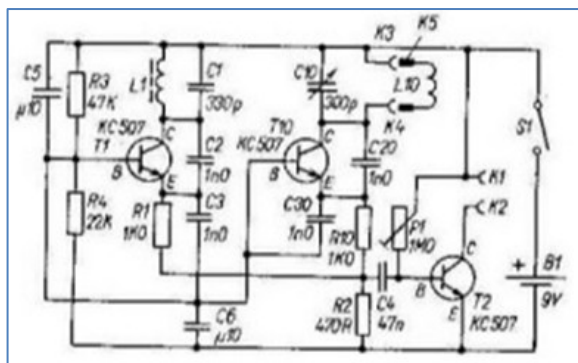 C5
µ10
R3
47K
L1
C1
330p
KC507
T1
C
B
E
C2
1n0
C3
1n0
R4
22K
R1
1K0
C6
µ10
C10
300p
T10
KC507
C
B
E
C20
1n0
C30
1n0
R10
1K0
K3
K5
L10
K4
P1
1M0
R2
470R
C4
47n
K1
K2
C
B
E
T2
KC507
S1
+
B1
9V